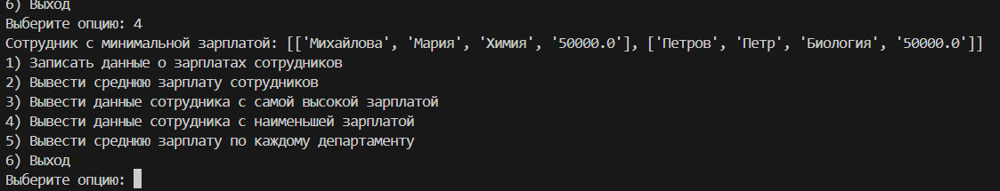 6) Выход
Выберите опцию: 4
Сотрудник с минимальной зарплатой: [['Михайлова', 'Мария', 'Химия', '50000.0'], ['Петров', 'Петр', 'Биология', '50000.0']]
1) Записать данные о зарплатах сотрудников
2) Вывести среднюю зарплату сотрудников
3) Вывести данные сотрудника с самой высокой зарплатой
4) Вывести данные сотрудника с наименьшей зарплатой
5) Вывести среднюю зарплату по каждому департаменту
6) Выход
Выберите опцию: